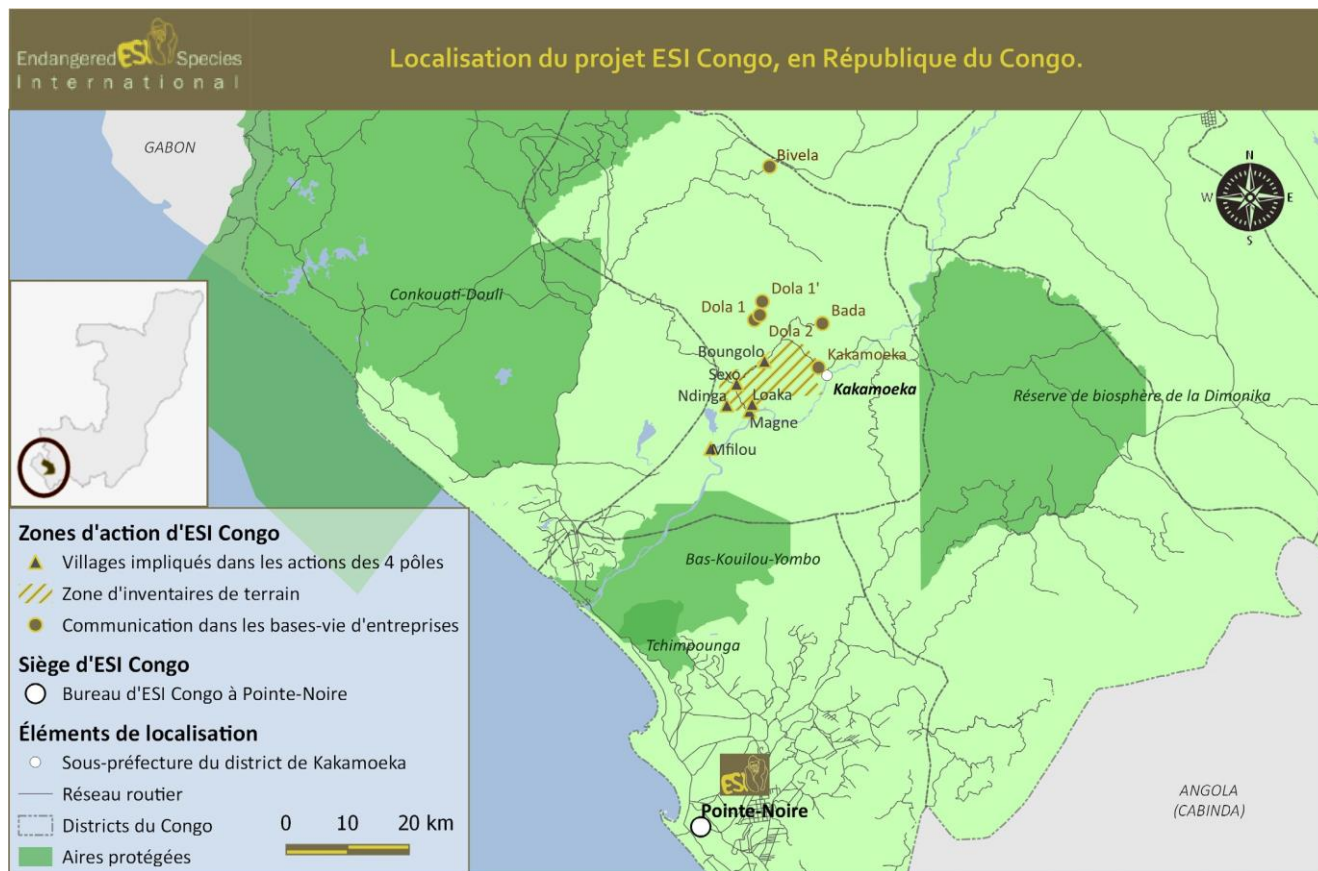 Endangered ESI Species
International
Localisation du projet ESI Congo, en République du Congo.
GABON
Bivela
N
W E
S
Conkouati-Douli
Dola 1'
Dola 1
Bada
Dola 2
Boungolo
Kakamoeka
Sexo
Kakamoeka
Ndinga
Loaka
Réserve de biosphère de la Dimonika
Magne
Mfilou
Bas-Kouilou-Yombo
Tchimpounga
ESI
Pointe-Noire
ANGOLA
(CABINDA)
Zones d'action d'ESI Congo
Villages impliqués dans les actions des 4 pôles
Zone d'inventaires de terrain
Communication dans les bases-vie d'entreprises
Siège d'ESI Congo
Bureau d'ESI Congo à Pointe-Noire
Éléments de localisation
Sous-préfecture du district de Kakamoeka
Réseau routier
Districts du Congo
Aires protégées
0 10 20 km